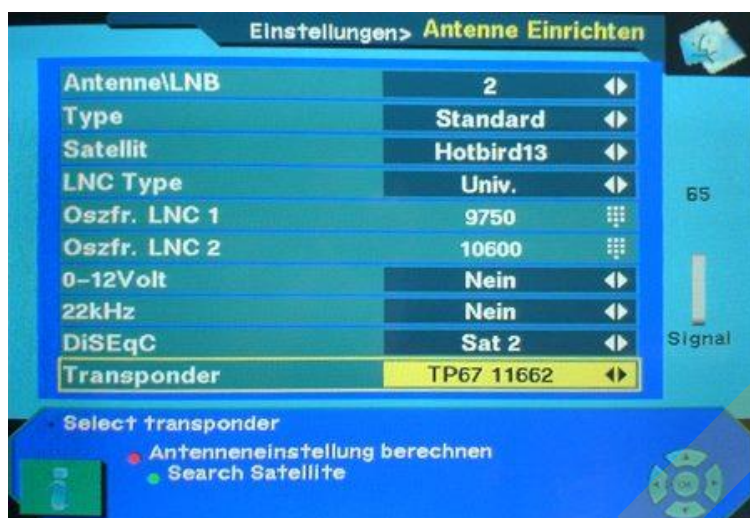 Einstellungen> Antenne Einrichten
Antenne\LNB 2
Type Standard
Satellit Hotbird13
LNC Type Univ.
Oszfr. LNC 1 9750
Oszfr. LNC 2 10600
0-12Volt Nein
22kHz Nein
DiSEqC Sat 2
Transponder TP67 11662
65
Signal
Select transponder
Antenneneinstellung berechnen
Search Satellite
OK